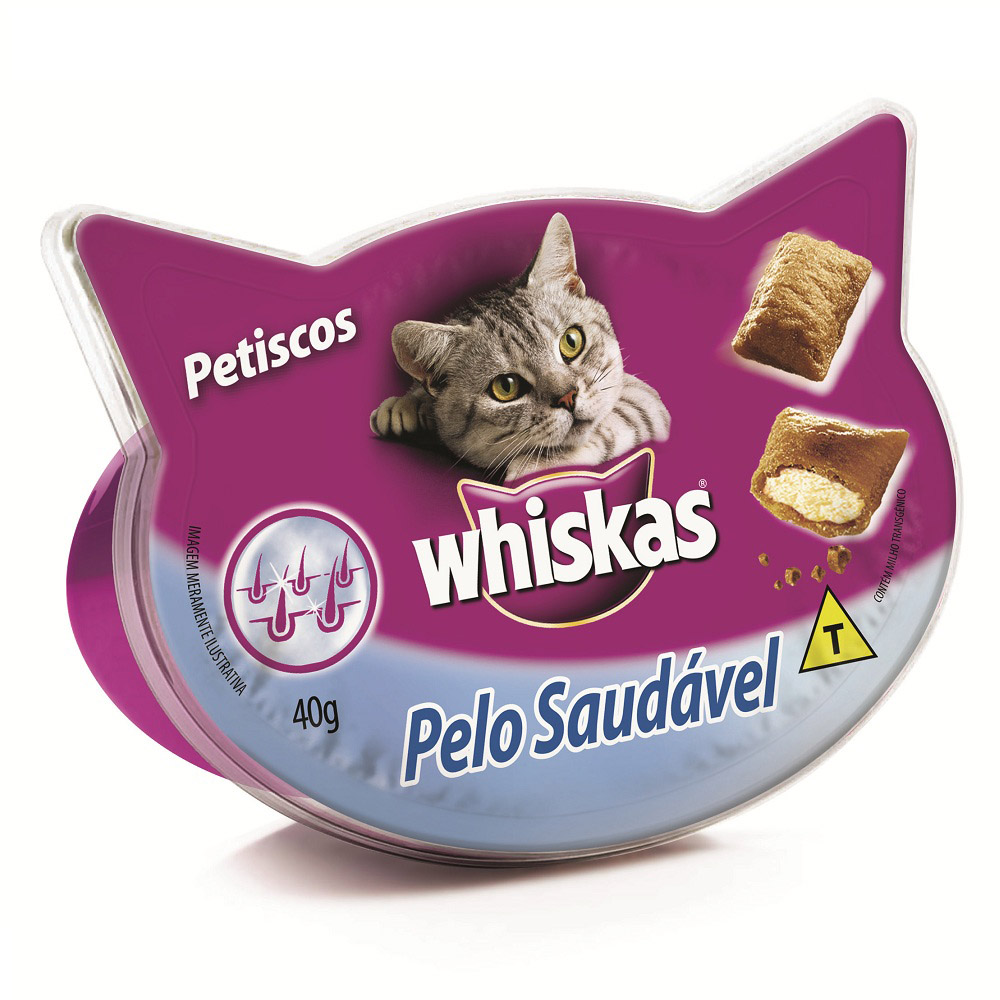 Petiscos
whiskas®
IMAGEM MERAMENTE ILUSTRATIVA
40g
Pelo Saudável
T
CONTÉM MILHO TRANSGÊNICO